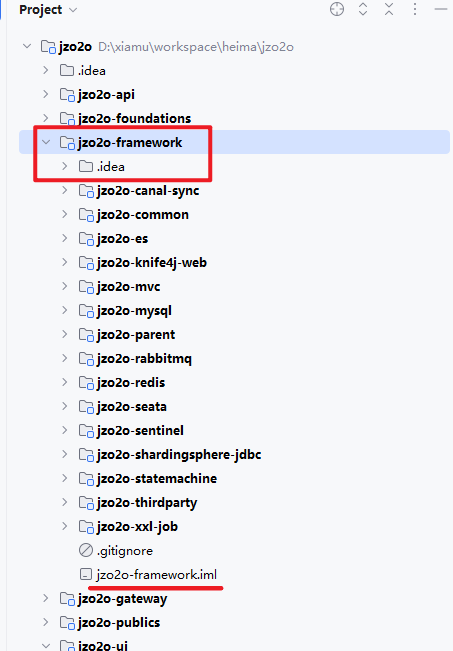 Project
jzo2o D:\xiamu\workspace\heima\jzo2o
.idea
jzo2o-api
jzo2o-foundations
jzo2o-framework
.idea
jzo2o-canal-sync
jzo2o-common
jzo2o-es
jzo2o-knife4j-web
jzo2o-mvc
jzo2o-mysql
jzo2o-parent
jzo2o-rabbitmq
jzo2o-redis
jzo2o-seata
jzo2o-sentinel
jzo2o-shardingsphere-jdbc
jzo2o-statemachine
jzo2o-thirdparty
jzo2o-xxl-job
.gitignore
jzo2o-framework.iml
jzo2o-gateway
jzo2o-publics
jzo2o-ui